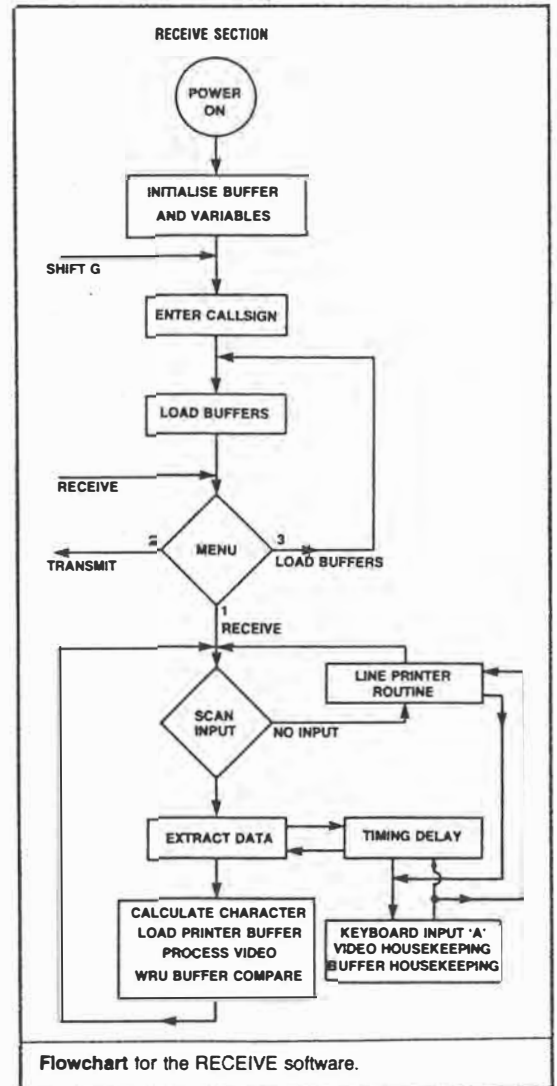 RECEIVE SECTION
POWER
ON
INITIALISE BUFFER
AND VARIABLES
SHIFT G
ENTER CALLSIGN
LOAD BUFFERS
RECEIVE
2
MENU
3
TRANSMIT
LOAD BUFFERS
1
RECEIVE
LINE PRINTER
ROUTINE
SCAN
INPUT
NO INPUT
EXTRACT DATA
TIMING DELAY
CALCULATE CHARACTER
LOAD PRINTER BUFFER
PROCESS VIDEO
WRU BUFFER COMPARE
KEYBOARD INPUT 'A'
VIDEO HOUSEKEEPING
BUFFER HOUSEKEEPING
Flowchart for the RECEIVE software.